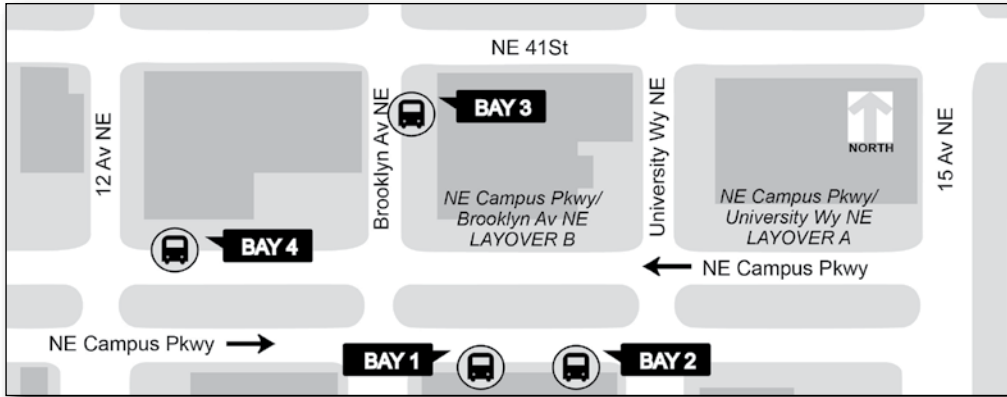 NE 41St
12 Av NE
Brooklyn Av NE
BAY 3
University Wy NE
NORTH
15 Av NE
NE Campus Pkwy/
Brooklyn Av NE
LAYOVER B
NE Campus Pkwy/
University Wy NE
LAYOVER A
BAY 4
NE Campus Pkwy
NE Campus Pkwy
BAY 1
BAY 2